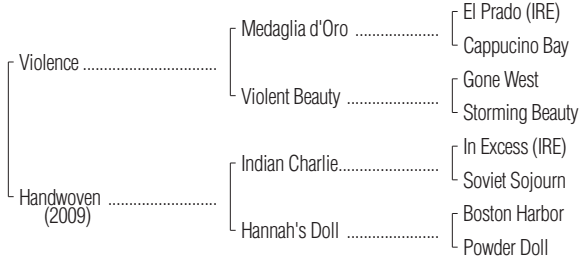 El Prado (IRE)
Medaglia d'Oro ....................
Cappucino Bay
Violence ................................
Gone West
Violent Beauty ......................
Storming Beauty
In Excess (IRE)
Indian Charlie........................
Soviet Sojourn
Handwoven ..........................
(2009)
Boston Harbor
Hannah's Doll ......................
Powder Doll